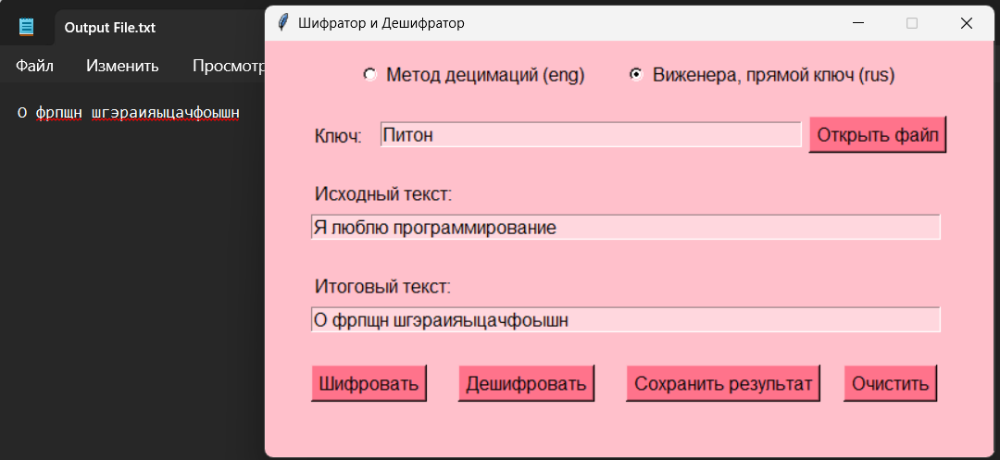 Output File.txt
Файл Изменить Просмотр
О фрпщн шгэраияыцачфоышн
Шифратор и Дешифратор
Метод децимаций (eng) Виженера, прямой ключ (rus)
Ключ: Питон Открыть файл
Исходный текст:
Я люблю программирование
Итоговый текст:
О фрпщн шгэраияыцачфоышн
Шифровать Дешифровать Сохранить результат Очистить